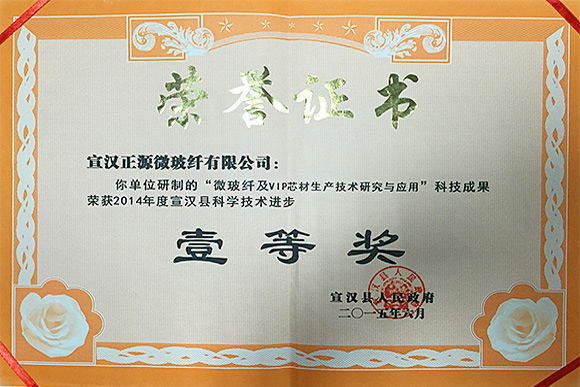 荣誉证书
宣汉正源微玻纤有限公司：
你单位研制的“微玻纤及VIP芯材生产技术研究与应用”科技成果
荣获2014年度宣汉县科学技术进步
壹等奖
宣汉县人民政府
二〇一五年六月